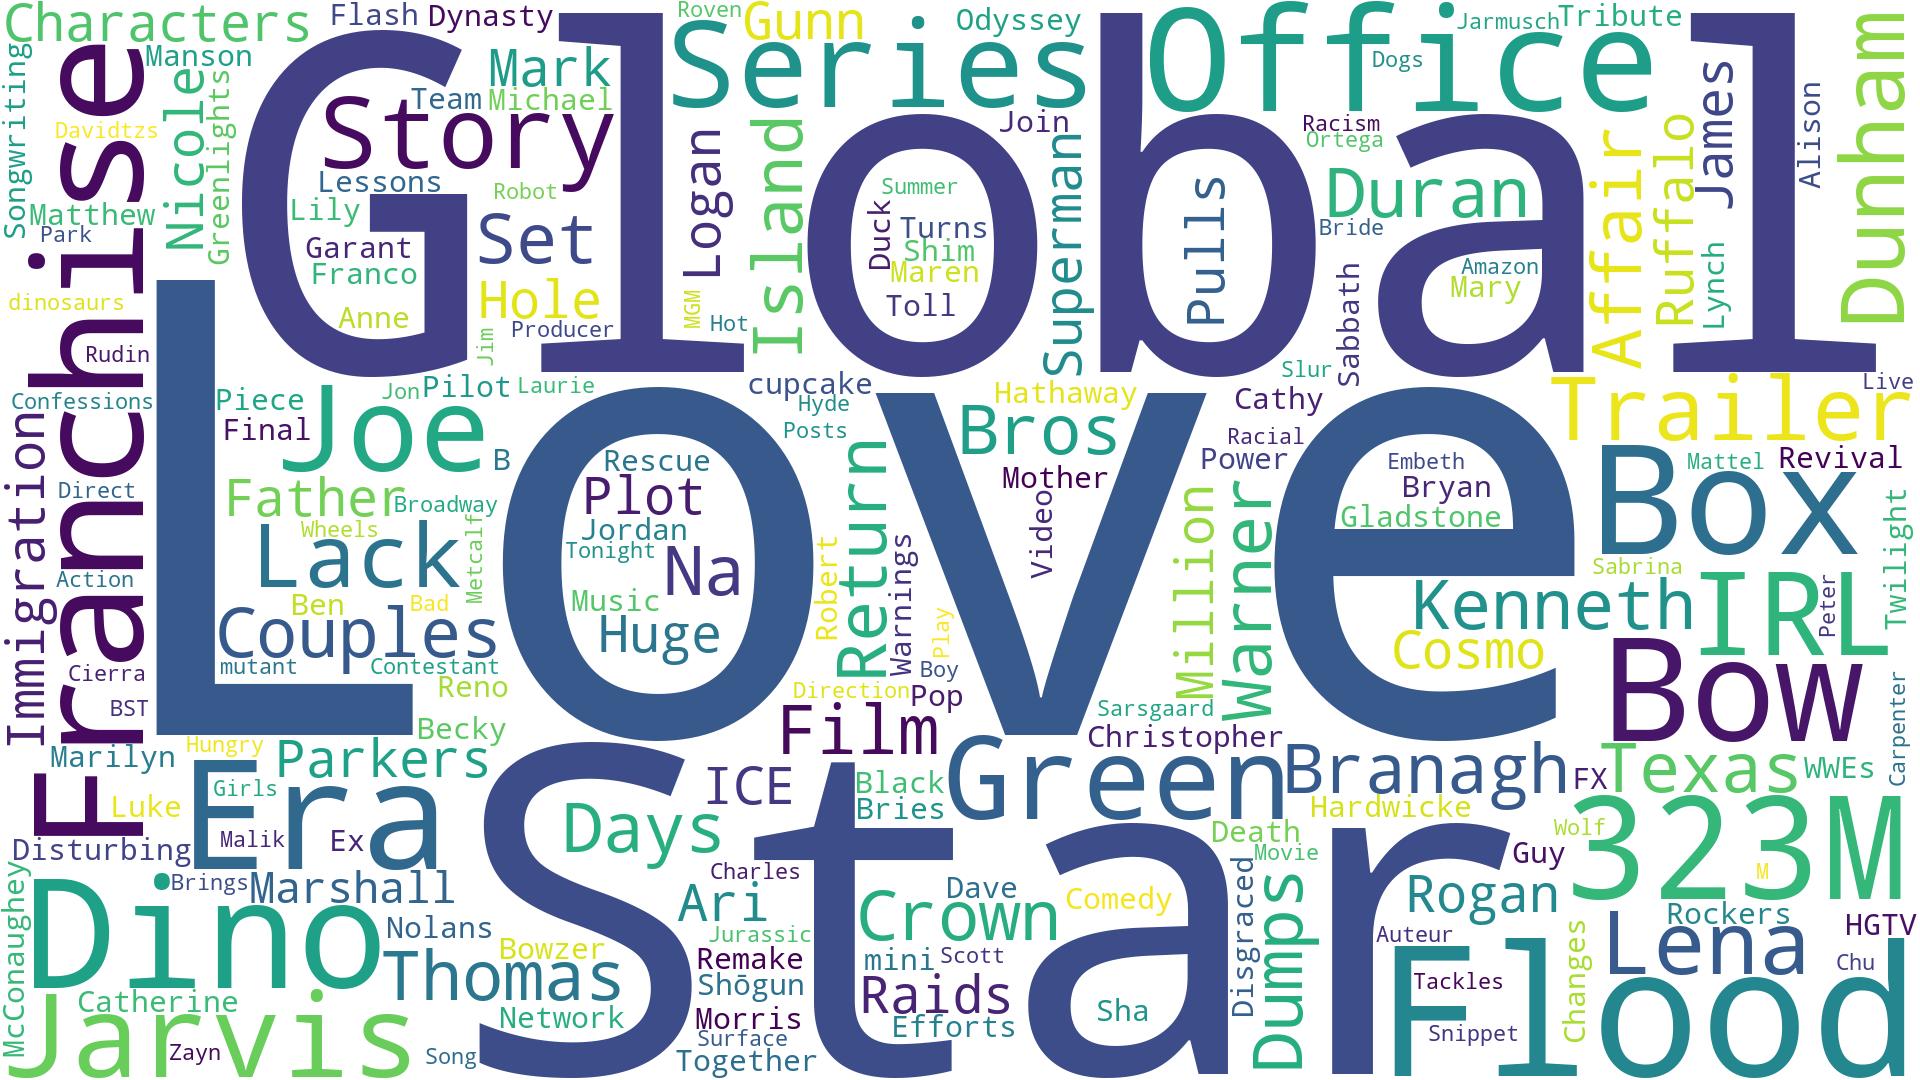 Characters
Flash
Dynasty
Roven
Gunn
Odyssey
Jarmusch
Tribute
Manson
Songwriting
Franchise
Nicole
Greenlights
Global
Mark
Series
Office
Dogs
Dunham
Team
Michael
Story
Join
Racism
Ortega
James
Alison
Davidtzs
Matthew
Park
Lessons
Robot
Lily
Garant
Franco
Anne
Set
Hole
Producer
Jim
Logan
MGM
Hot
Island
Summer
Duck
Turns
Shim
Maren
Toll
Superman
Pulls
Duran
Bride
Sabbath
Slur
Amazon
Mary
Affair
Ruffalo
Lynch
dinosaurs
Rudin
Confessions
Immigration
Direct
Action
Cierra
BST
Love
Piece
Final
Joe
Jon
Pilot
Laurie
B
Father
Broadway
Wheels
Lack
Metcalf
Ben
Bad
Couples
mutant
Contestant
Reno
Becky
cupcake
Hyde
Posts
Rescue
Plot
Jordan
Tonight
Na
Music
Huge
Robert
Return
Warnings
Play
Boy
Direction
Pop
Film
Hathaway
Bros
Mother
Video
Cathy
Racial
Power
Million
Warner
Sarsgaard
Christopher
Embeth
Bryan
Gladstone
Trailer
Live
Box
Mattel
Revival
Sabrina
Kenneth
IRL
Peter
Twilight
Cosmo
Bow
Carpenter
Marilyn
Hungry
Parkers
Era
Girls
Luke
Malik
Ex
Disturbing
Brings
Marshall
McConaughey
Dino
Nolans
Thomas
Bowzer
Network
Catherine
Jarvis
Zayn
Song
Star
Days
ICE
Charles
Ari
Jurassic
Remake
Shōgun
Morris
Surface
Together
Black
Bries
Green
Crown
Dave
mini
Scott
Raids
Efforts
Comedy
Sha
Branagh
FX
Texas
WWEs
Hardwicke
Death
Movie
Disgraced
Dumps
Guy
Wolf
323M
M
Rogan
Auteur
Rockers
Lena
HGTV
Chu
Tackles
Snippet
Flood
Changes